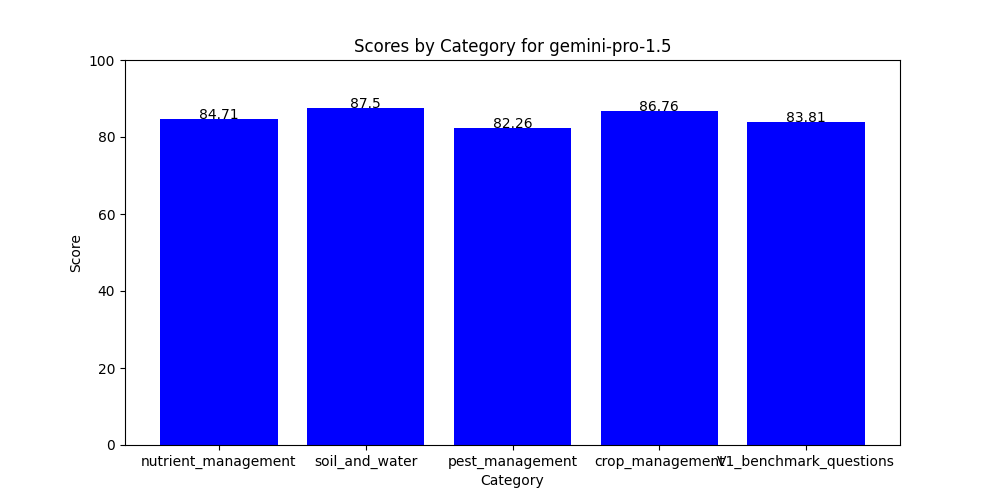 Scores by Category for gemini-pro-1.5
100
80
60
40
20
0
Score
84.71
87.5
82.26
86.76
83.81
nutrient_management
soil_and_water
pest_management
crop_management
V1_benchmark_questions
Category